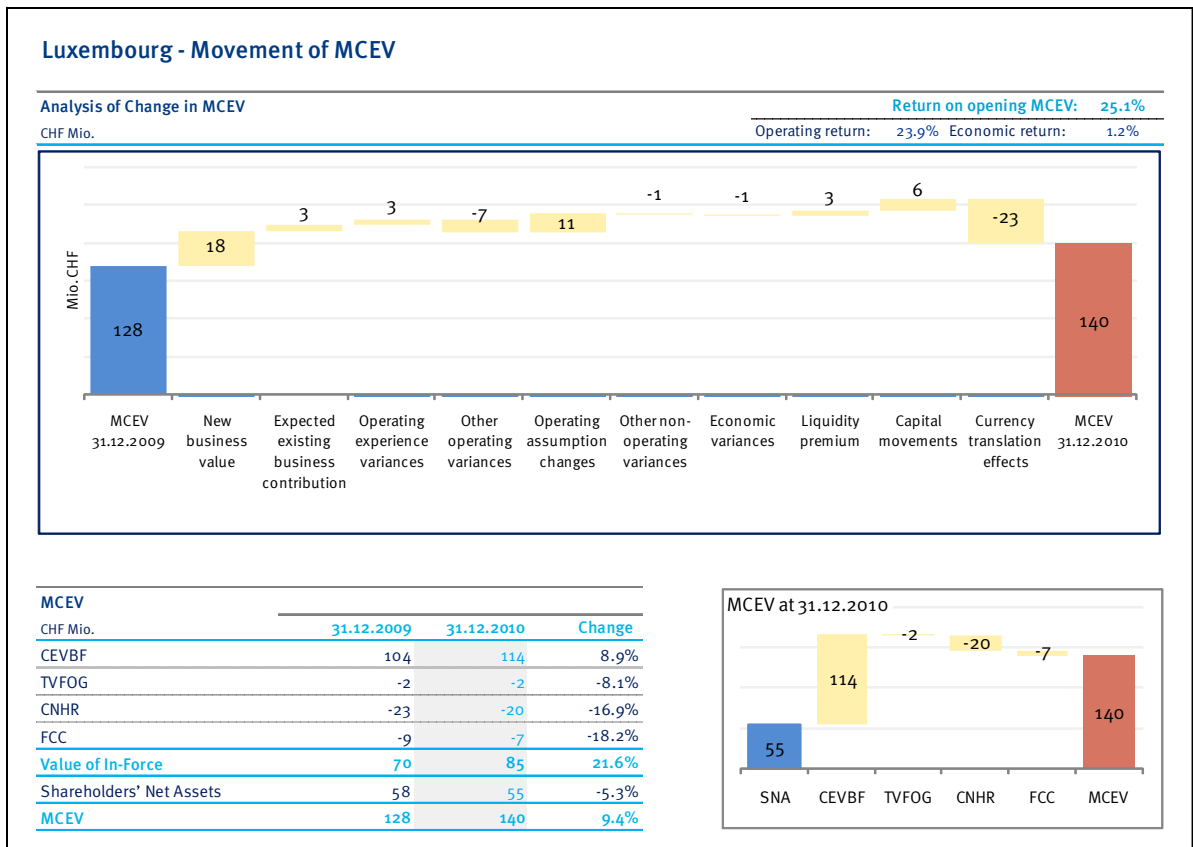 Luxembourg - Movement of MCEV
Analysis of Change in MCEV Return on opening MCEV: 25.1%
CHF Mio. Operating return: 23.9% Economic return: 1.2%
Mio. CHF
128 18 3 3 -7 11 -1 -1 3 6 -23 140
MCEV New Expected Operating Other Operating Other non- Economic Liquidity Capital Currency MCEV
31.12.2009 business existing experience operating assumption operating variances premium movements translation 31.12.2010
value business variances variances changes variances effects
contribution
MCEV
CHF Mio. 31.12.2009 31.12.2010 Change
CEVBF 104 114 8.9%
TVFOG -2 -2 -8.1%
CNHR -23 -20 -16.9%
FCC -9 -7 -18.2%
Value of In-Force 70 85 21.6%
Shareholders' Net Assets 58 55 -5.3%
MCEV 128 140 9.4%
MCEV at 31.12.2010
55 114 -2 -20 -7 140
SNA CEVBF TVFOG CNHR FCC MCEV